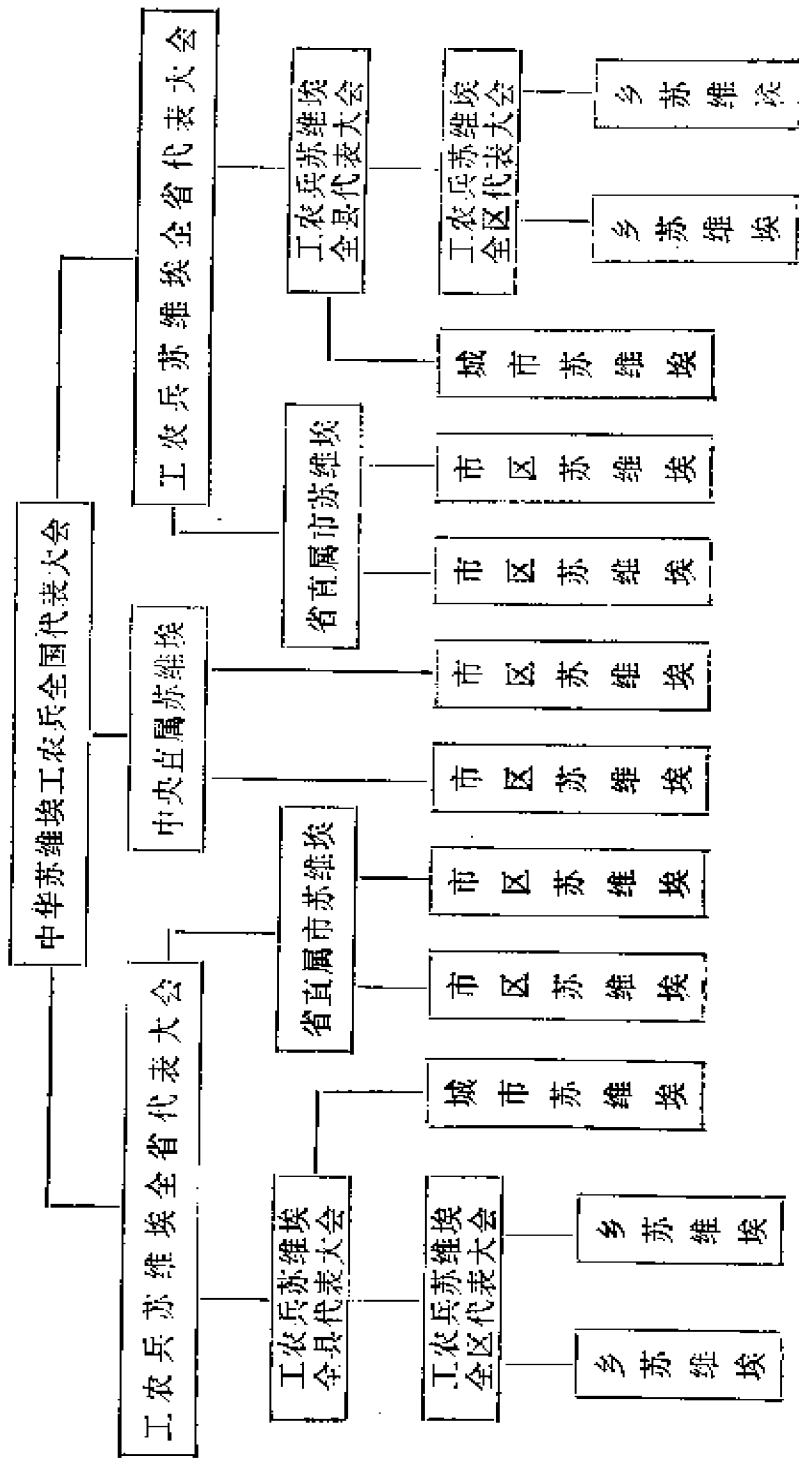 中华苏维埃工农兵全国代表大会
工农兵苏维埃全省代表大会
中央直属苏维埃
工农兵苏维埃全省代表大会
工农兵苏维埃
全县代表大会
省直属市苏维埃
省直属市苏维埃
工农兵苏维埃
全县代表大会
工农兵苏维埃
全区代表大会
城市苏维埃
市区苏维埃
市区苏维埃
市区苏维埃
市区苏维埃
市区苏维埃
市区苏维埃
城市苏维埃
工农兵苏维埃
全区代表大会
乡苏维埃
乡苏维埃
乡苏维埃
乡苏维埃